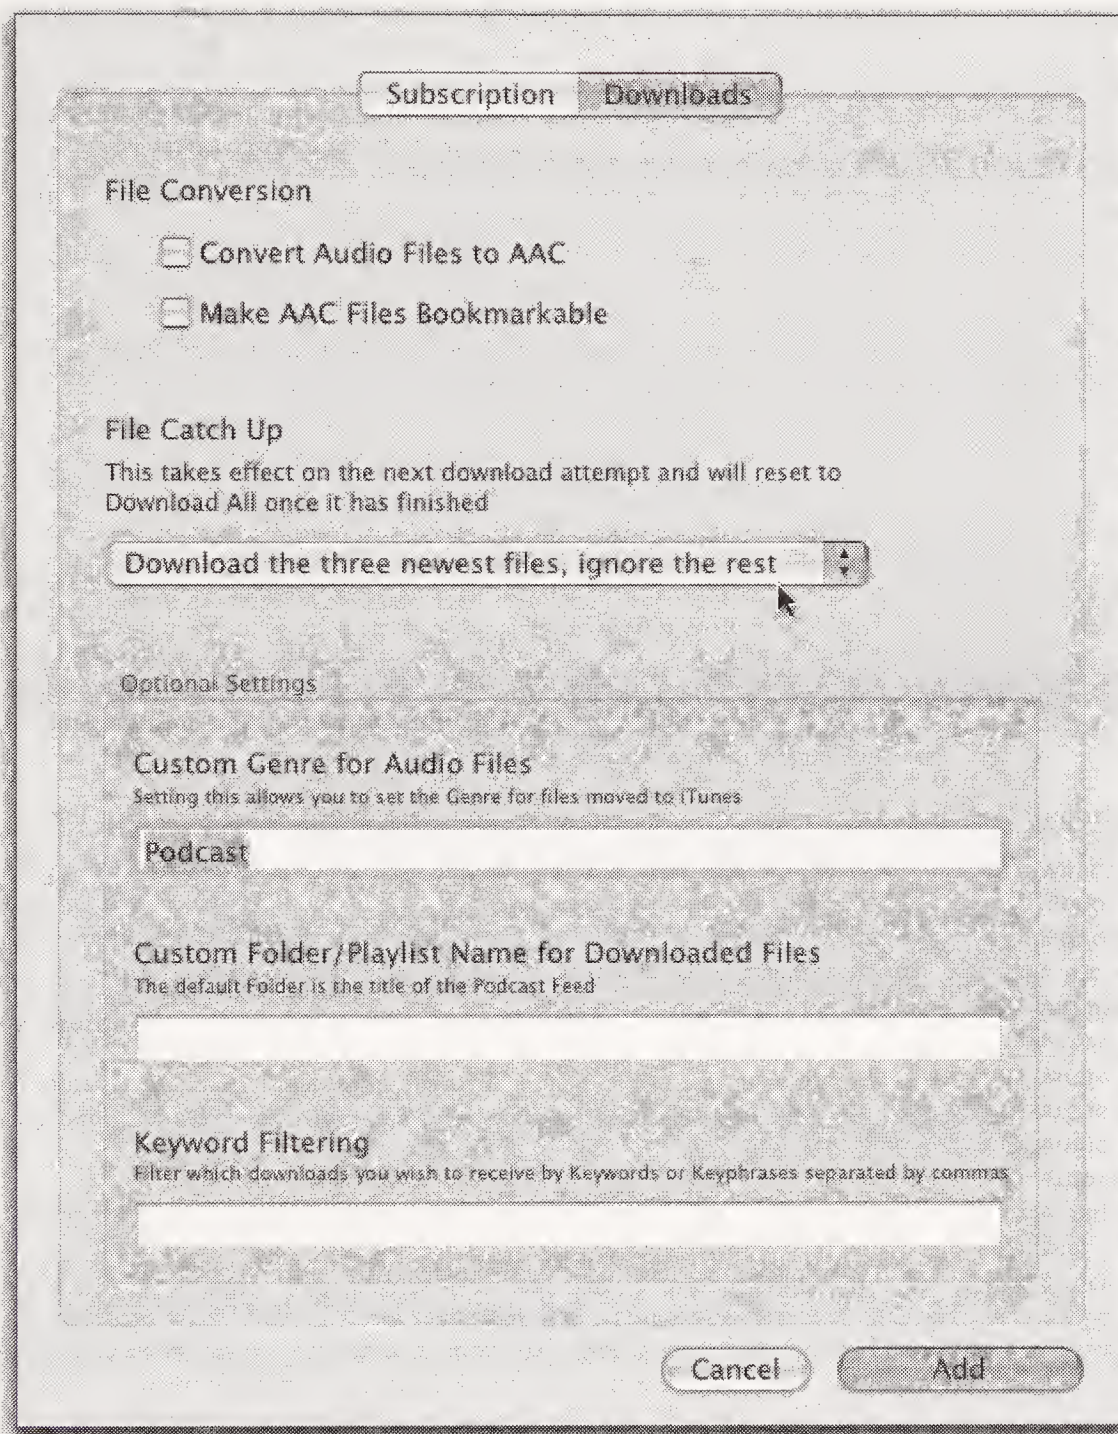 Subscription Downloads
File Conversion
Convert Audio Files to AAC
Make AAC Files Bookmarkable
File Catch Up
This takes effect on the next download attempt and will reset to
Download All once it has finished
Download the three newest files, ignore the rest
Optional Settings
Custom Genre for Audio Files
Setting this allows you to set the Genre for files moved to iTunes
Podcast
Custom Folder/Playlist Name for Downloaded Files
The default Folder is the title of the Podcast Feed
Keyword Filtering
Filter which downloads you wish to receive by Keywords or Keyphrases separated by commas
Cancel Add